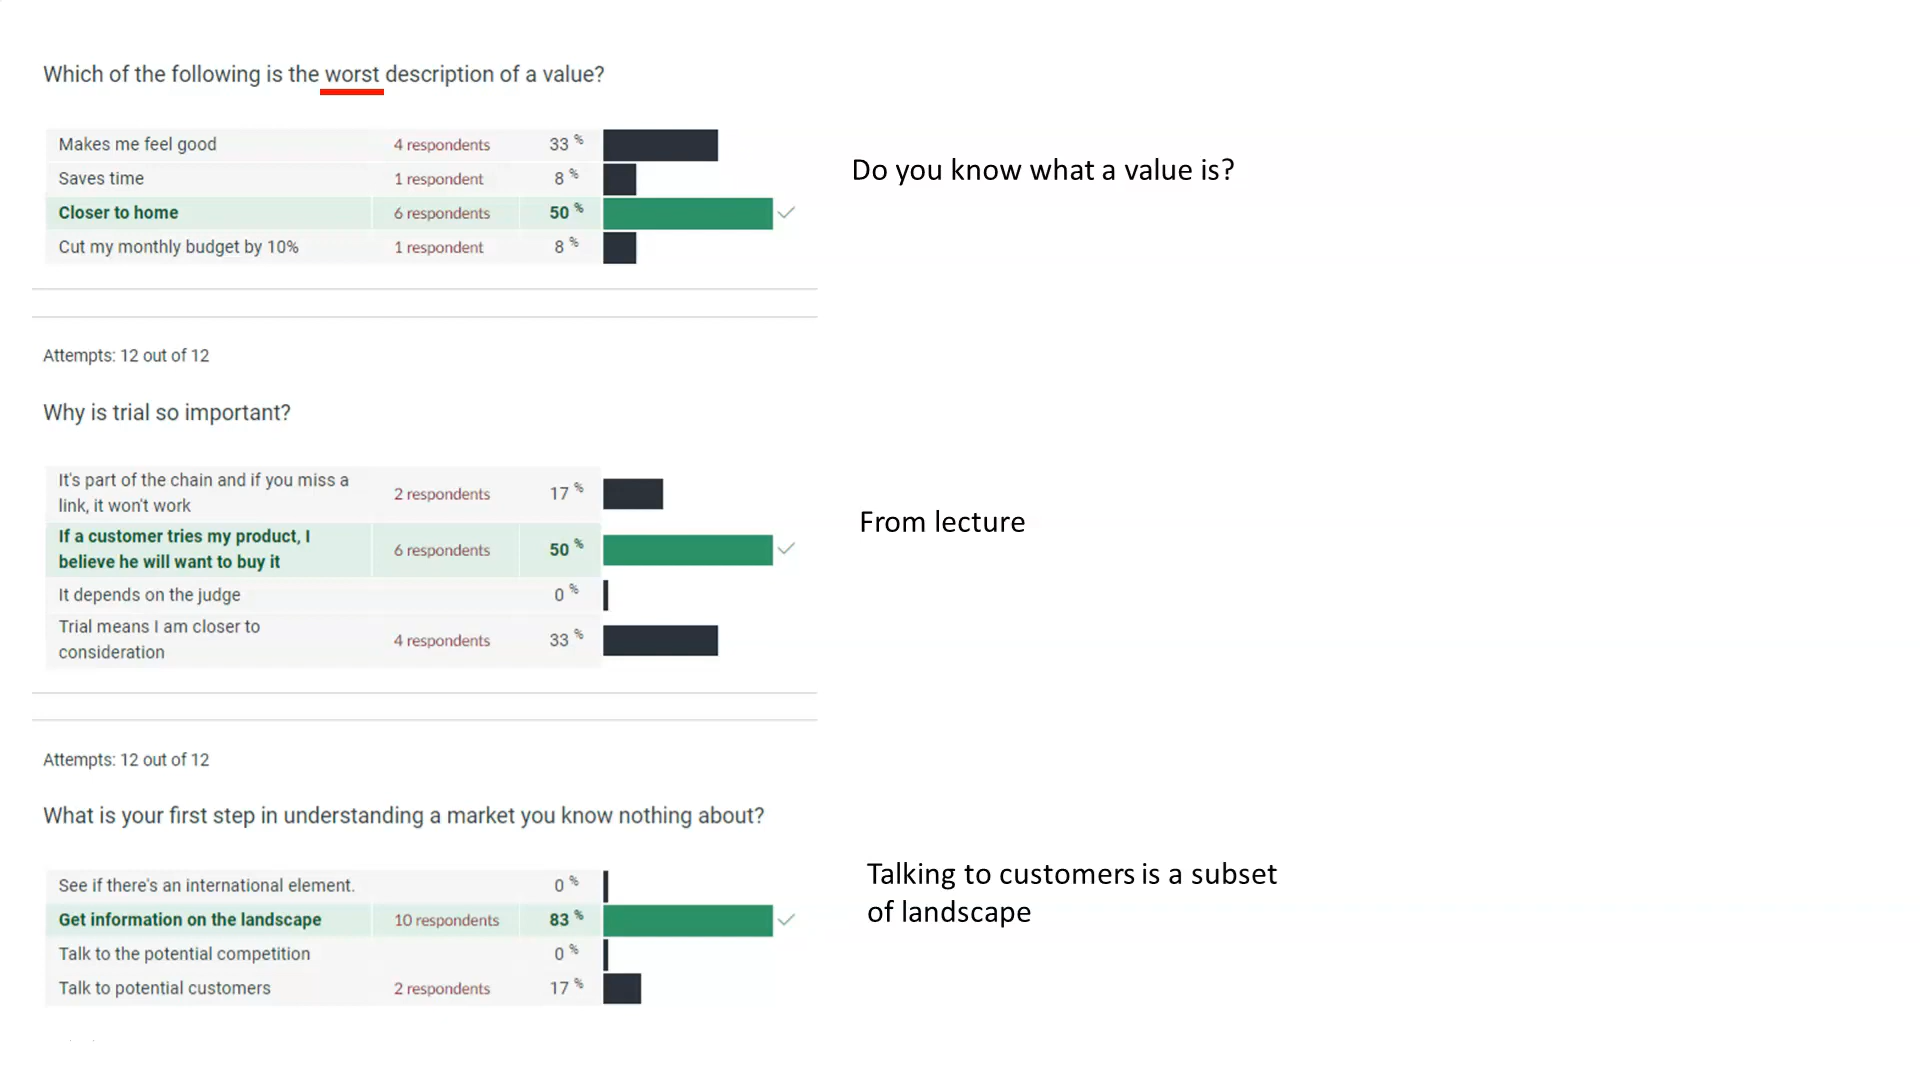 Which of the following is the worst description of a value?
Makes me feel good 4 respondents 33 %
Saves time 1 respondent 8 %
Closer to home 6 respondents 50 %
Cut my monthly budget by 10% 1 respondent 8 %
Do you know what a value is?
Attempts: 12 out of 12
Why is trial so important?
It's part of the chain and if you miss a
link, it won't work
2 respondents 17 %
If a customer tries my product, I
believe he will want to buy it
6 respondents 50 %
It depends on the judge 0 %
Trial means I am closer to
consideration
4 respondents 33 %
From lecture
Attempts: 12 out of 12
What is your first step in understanding a market you know nothing about?
See if there's an international element. 0 %
Get information on the landscape 10 respondents 83 %
Talk to the potential competition 0 %
Talk to potential customers 2 respondents 17 %
Talking to customers is a subset
of landscape